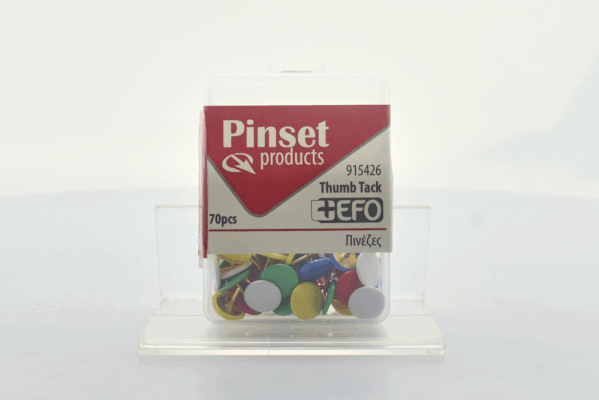 Pinset
products
915426
Thumb Tack
+EFO
70pcs
Πινέζες